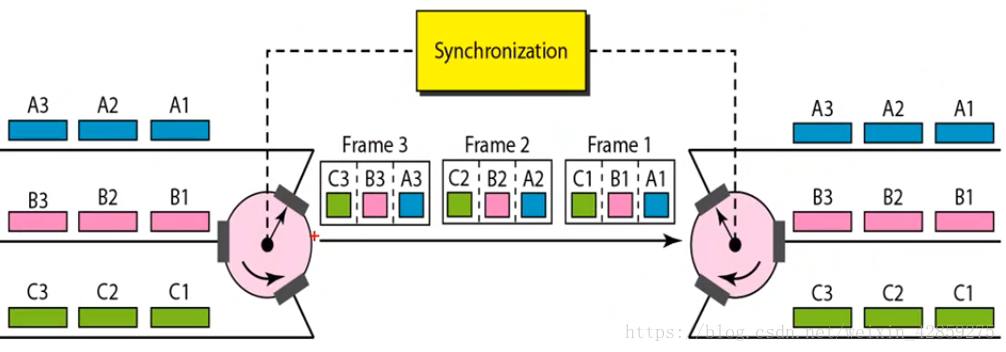 Synchronization
A3 A2 A1
A3 A2 A1
Frame 3 Frame 2 Frame 1
C3 B3 A3 C2 B2 A2 C1 B1 A1
B3 B2 B1
B3 B2 B1
C3 C2 C1
C3 C2 C1
https://blog.csdn.net/weixin_42859275